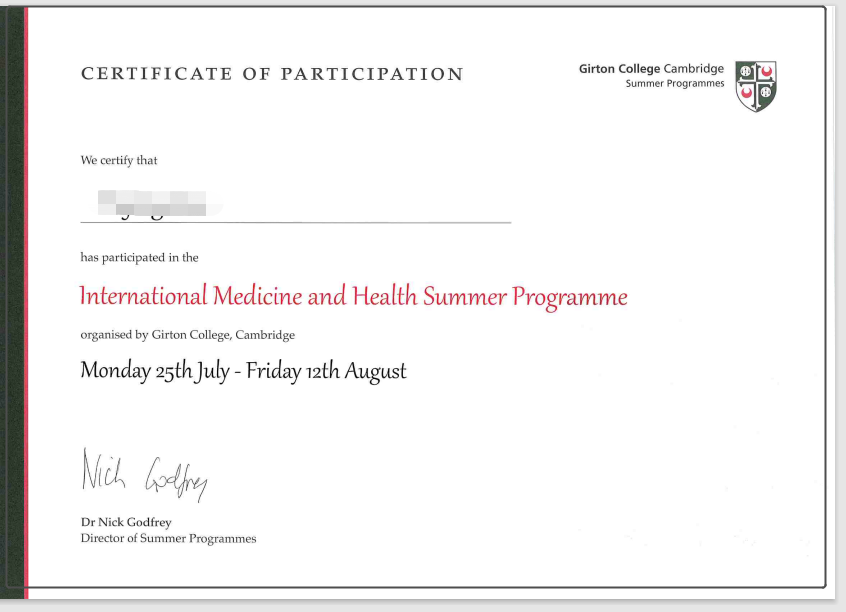 CERTIFICATE OF PARTICIPATION
Girton College Cambridge
Summer Programmes
We certify that
has participated in the
International Medicine and Health Summer Programme
organised by Girton College, Cambridge
Monday 25th July - Friday 12th August
Nick Godfrey
Dr Nick Godfrey
Director of Summer Programmes